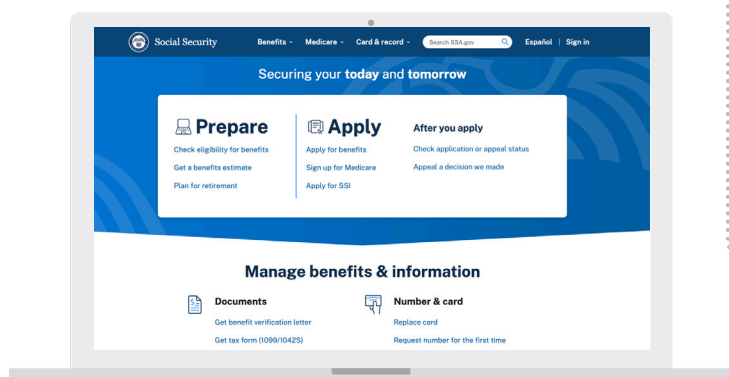 Social Security Benefits Medicare Card & record Search SSA.gov Español | Sign in
Securing your today and tomorrow
Prepare
Check eligibility for benefits
Get a benefits estimate
Plan for retirement
Apply
Apply for benefits
Sign up for Medicare
Apply for SSI
After you apply
Check application or appeal status
Appeal a decision we made
Manage benefits & information
Documents
Get benefit verification letter
Get tax form (1099/1042S)
Number & card
Replace card
Request number for the first time